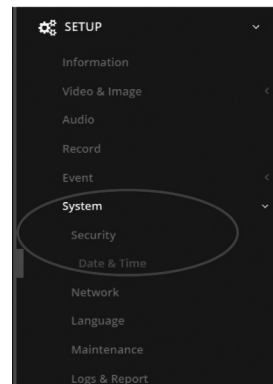 SETUP
Information
Video & Image
Audio
Record
Event
System
Security
Date & Time
Network
Language
Maintenance
Logs & Report